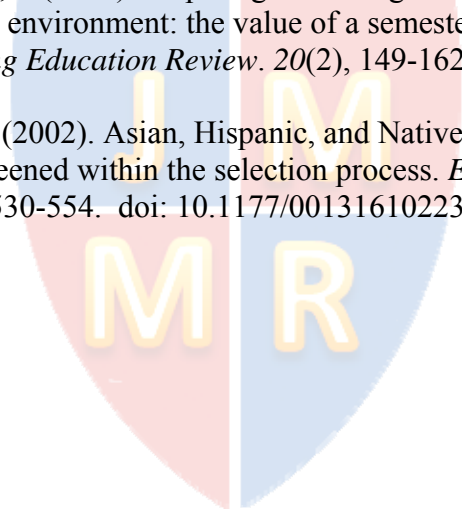 environment: the value of a semeste
ng Education Review. 20(2), 149-162
(2002). Asian, Hispanic, and Native
eened within the selection process. E
530-554. doi: 10.1177/00131610223
J M
M R